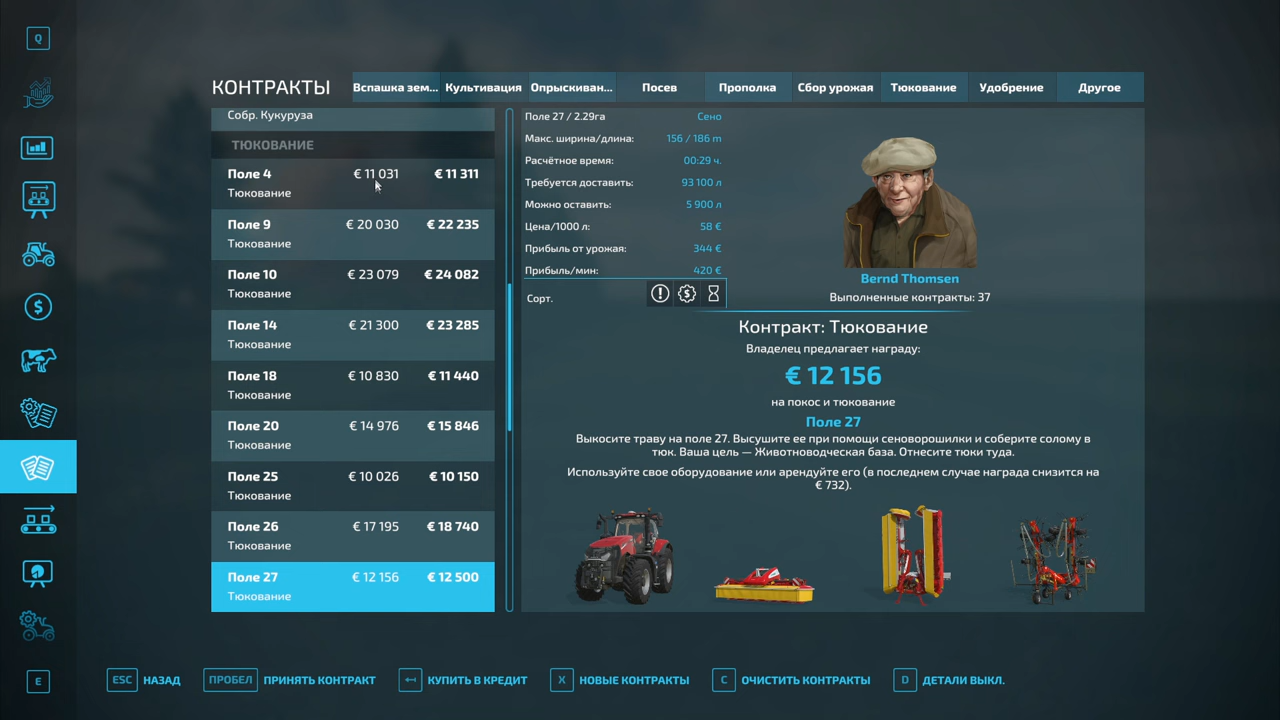 Q
КОНТРАКТЫ
Вспашка зем...
Культивация
Опрыскиван...
Посев
Прополка
Сбор урожая
Тюкование
Удобрение
Другое
Собр. Кукуруза
ТЮКОВАНИЕ
Поле 4 € 11 031 € 11 311
Тюкование
Поле 9 € 20 030 € 22 235
Тюкование
Поле 10 € 23 079 € 24 082
Тюкование
Поле 14 € 21 300 € 23 285
Тюкование
Поле 18 € 10 830 € 11 440
Тюкование
Поле 20 € 14 976 € 15 846
Тюкование
Поле 25 € 10 026 € 10 150
Тюкование
Поле 26 € 17 195 € 18 740
Тюкование
Поле 27 € 12 156 € 12 500
Тюкование
Поле 27 / 2.29га Сено
Макс. ширина/длина: 156 / 186 m
Расчётное время: 00:29 ч.
Требуется доставить: 93 100 л
Можно оставить: 5 900 л
Цена/1000 л: 58 €
Прибыль от урожая: 344 €
Прибыль/мин: 420 €
Сорт.
Bernd Thomsen
Выполненные контракты: 37
Контракт: Тюкование
Владелец предлагает награду:
€ 12 156
на покос и тюкование
Поле 27
Выкосите траву на поле 27. Высушите ее при помощи сеноворошилки и соберите солому в
тюк. Ваша цель — Животноводческая база. Отнесите тюки туда.
Используйте свое оборудование или арендуйте его (в последнем случае награда снизится на
€ 732).
E
ESC НАЗАД
ПРОБЕЛ ПРИНЯТЬ КОНТРАКТ
КУПИТЬ В КРЕДИТ
X НОВЫЕ КОНТРАКТЫ
C ОЧИСТИТЬ КОНТРАКТЫ
D ДЕТАЛИ ВЫКЛ.